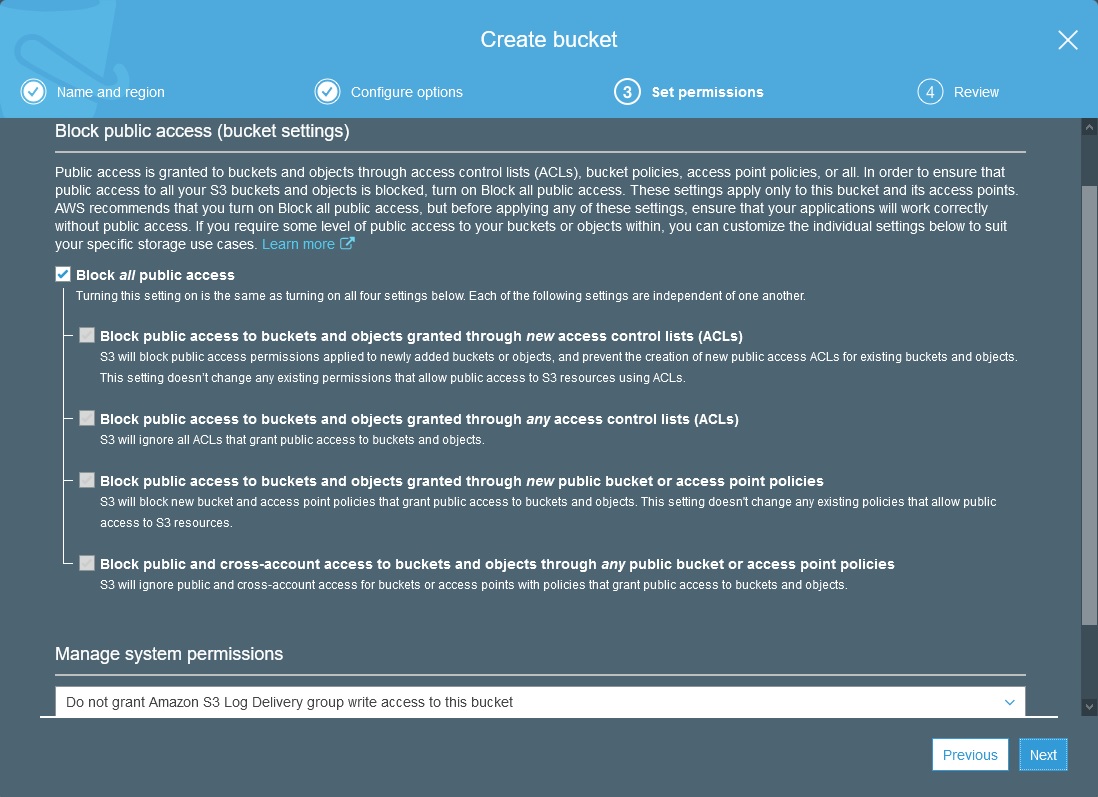 Create bucket
Name and region
Configure options
3 Set permissions
4 Review
Block public access (bucket settings)
Public access is granted to buckets and objects through access control lists (ACLs), bucket policies, access point policies, or all. In order to ensure that
public access to all your S3 buckets and objects is blocked, turn on Block all public access. These settings apply only to this bucket and its access points.
AWS recommends that you turn on Block all public access, but before applying any of these settings, ensure that your applications will work correctly
without public access. If you require some level of public access to your buckets or objects within, you can customize the individual settings below to suit
your specific storage use cases. Learn more
Block all public access
Turning this setting on is the same as turning on all four settings below. Each of the following settings are independent of one another.
Block public access to buckets and objects granted through new access control lists (ACLs)
S3 will block public access permissions applied to newly added buckets or objects, and prevent the creation of new public access ACLs for existing buckets and objects.
This setting doesn't change any existing permissions that allow public access to S3 resources using ACLs.
Block public access to buckets and objects granted through any access control lists (ACLs)
S3 will ignore all ACLs that grant public access to buckets and objects.
Block public access to buckets and objects granted through new public bucket or access point policies
S3 will block new bucket and access point policies that grant public access to buckets and objects. This setting doesn't change any existing policies that allow public
access to S3 resources.
Block public and cross-account access to buckets and objects through any public bucket or access point policies
S3 will ignore public and cross-account access for buckets or access points with policies that grant public access to buckets and objects.
Manage system permissions
Do not grant Amazon S3 Log Delivery group write access to this bucket
Previous
Next